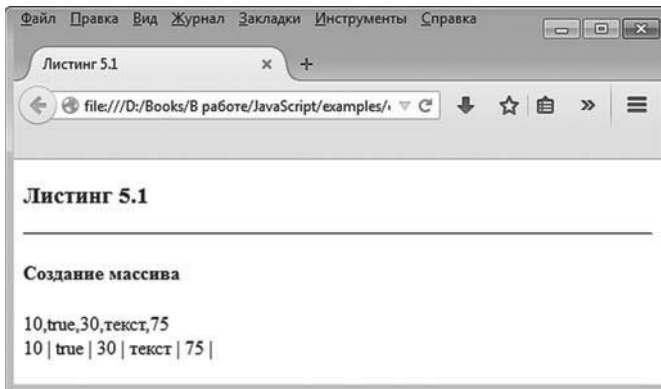 Файл Правка Вид Журнал Закладки Инструменты Справка
Листинг 5.1
file:///D:/Books/В работе/JavaScript/examples/
Листинг 5.1
Создание массива
10,true,30,текст,75
10 | true | 30 | текст | 75 |